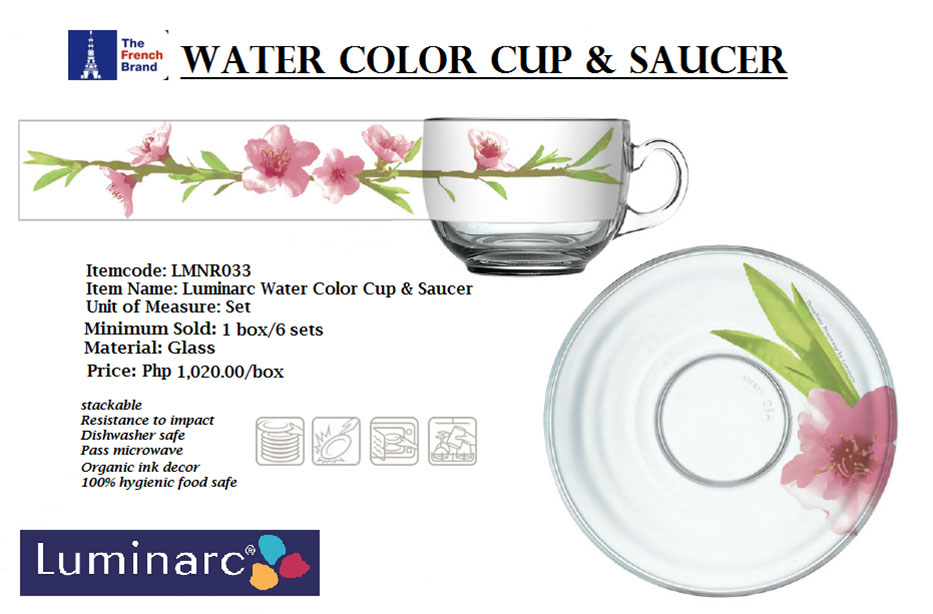 The
French
Brand
WATER COLOR CUP & SAUCER
Itemcode: LMNR033
Item Name: Luminarc Water Color Cup & Saucer
Unit of Measure: Set
Minimum Sold: 1 box/6 sets
Material: Glass
Price: Php 1,020.00/box
stackable
Resistance to impact
Dishwasher safe
Pass microwave
Organic ink decor
100% hygienic food safe
Luminarc®